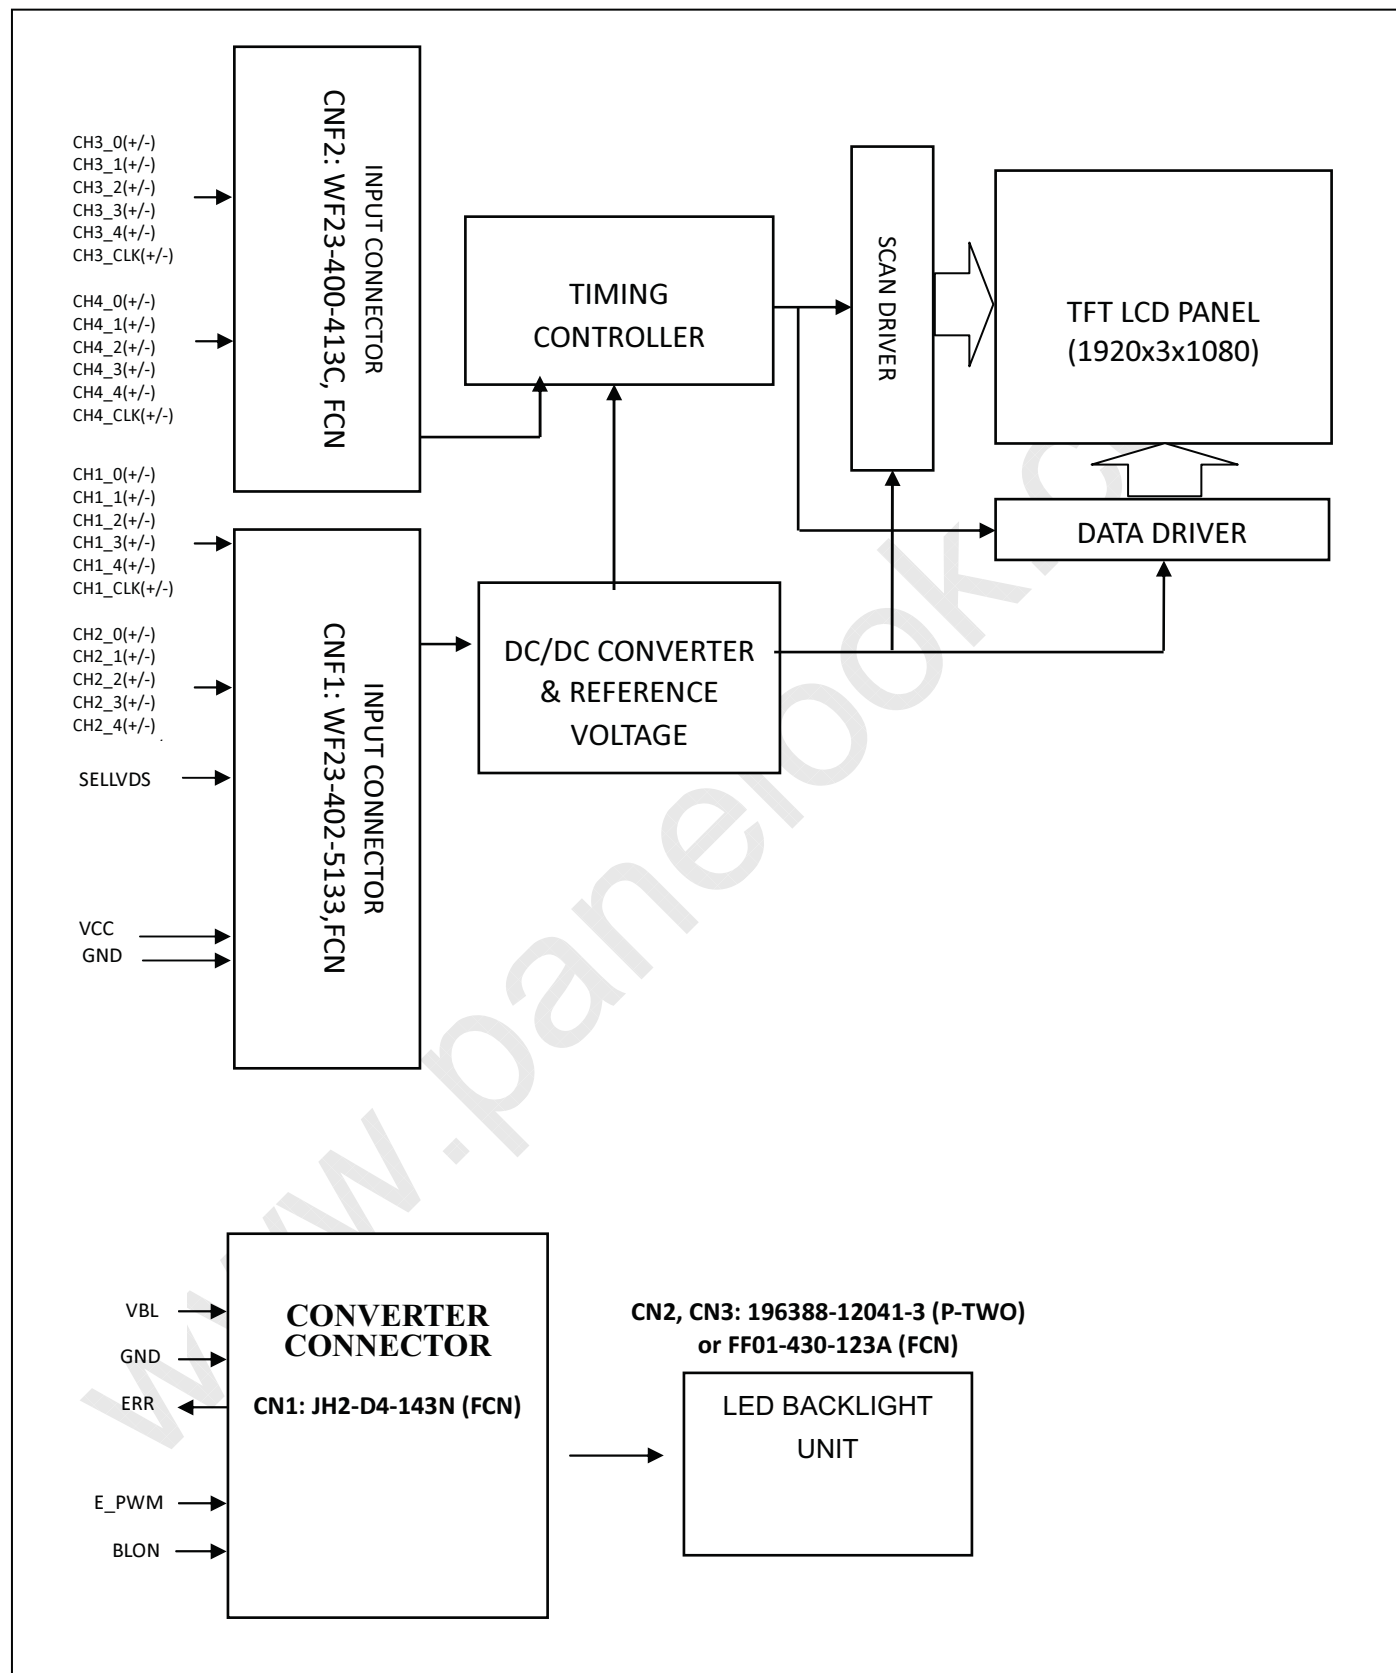 CH3_0(+/-)
CH3_1(+/-)
CH3_2(+/-)
CH3_3(+/-)
CH3_4(+/-)
CH3_CLK(+/-)
CH4_0(+/-)
CH4_1(+/-)
CH4_2(+/-)
CH4_3(+/-)
CH4_4(+/-)
CH4_CLK(+/-)
CH1_0(+/-)
CH1_1(+/-)
CH1_2(+/-)
CH1_3(+/-)
CH1_4(+/-)
CH1_CLK(+/-)
CH2_0(+/-)
CH2_1(+/-)
CH2_2(+/-)
CH2_3(+/-)
CH2_4(+/-)
SELLVDS
VCC
GND
INPUT CONNECTOR
CNF2: WF23-400-413C, FCN
INPUT CONNECTOR
CNF1: WF23-402-5133,FCN
TIMING
CONTROLLER
DC/DC CONVERTER
& REFERENCE
VOLTAGE
SCAN DRIVER
TFT LCD PANEL
(1920x3x1080)
DATA DRIVER
VBL
GND
ERR
E_PWM
BLON
CONVERTER
CONNECTOR
CN1: JH2-D4-143N (FCN)
CN2, CN3: 196388-12041-3 (P-TWO)
or FF01-430-123A (FCN)
LED BACKLIGHT
UNIT